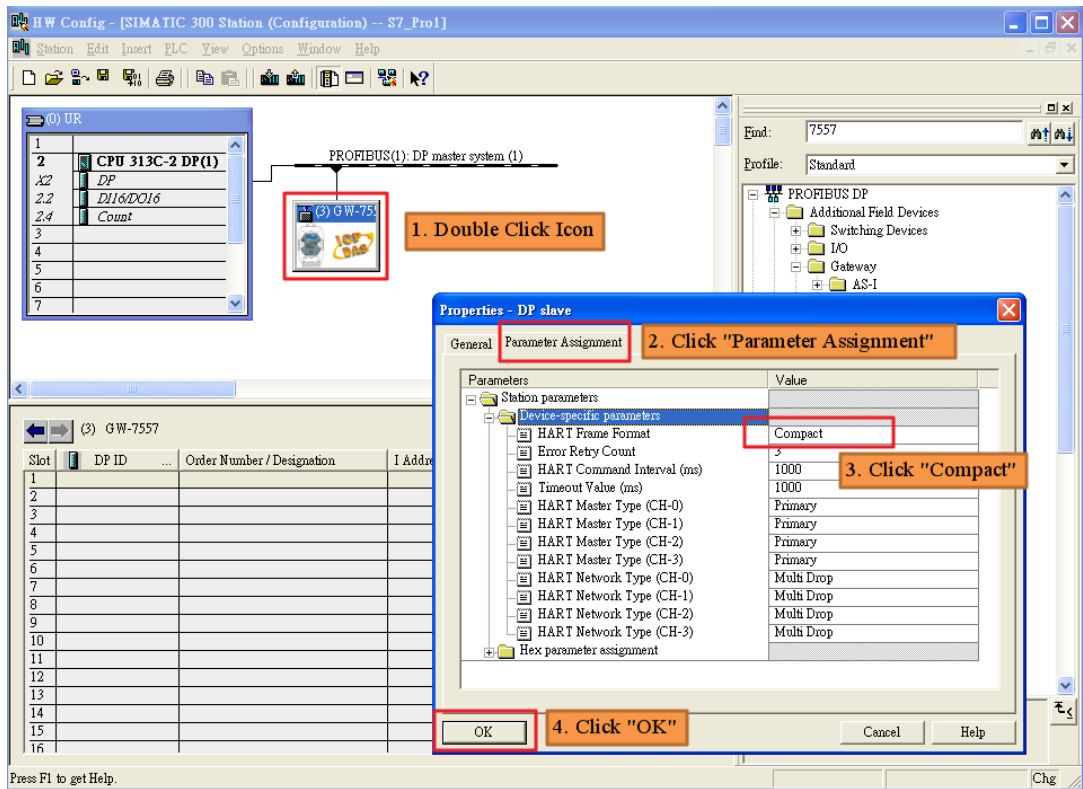 HW Config - [SIMATIC 300 Station (Configuration) -- S7_Pro1]
Station Edit Insert PLC View Options Window Help
(0) UR
1
2 CPU 313C-2 DP(1)
X2 DP
2.2 DI16/DO16
2.4 Count
3
4
5
6
7
PROFIBUS(1): DP master system (1)
(3) GW-755
ICP DAS
1. Double Click Icon
Find: 7557
Profile: Standard
PROFIBUS DP
Additional Field Devices
Switching Devices
I/O
Gateway
AS-I
Properties - DP slave
General Parameter Assignment
2. Click "Parameter Assignment"
Parameters Value
Station parameters
Device-specific parameters
HART Frame Format Compact
Error Retry Count 3
HART Command Interval (ms) 1000
Timeout Value (ms) 1000
HART Master Type (CH-0) Primary
HART Master Type (CH-1) Primary
HART Master Type (CH-2) Primary
HART Master Type (CH-3) Primary
HART Network Type (CH-0) Multi Drop
HART Network Type (CH-1) Multi Drop
HART Network Type (CH-2) Multi Drop
HART Network Type (CH-3) Multi Drop
Hex parameter assignment
3. Click "Compact"
OK
4. Click "OK"
Cancel Help
(3) GW-7557
Slot DP ID ... Order Number / Designation I Addre
1
2
3
4
5
6
7
8
9
10
11
12
13
14
15
16
Press F1 to get Help.
Chg